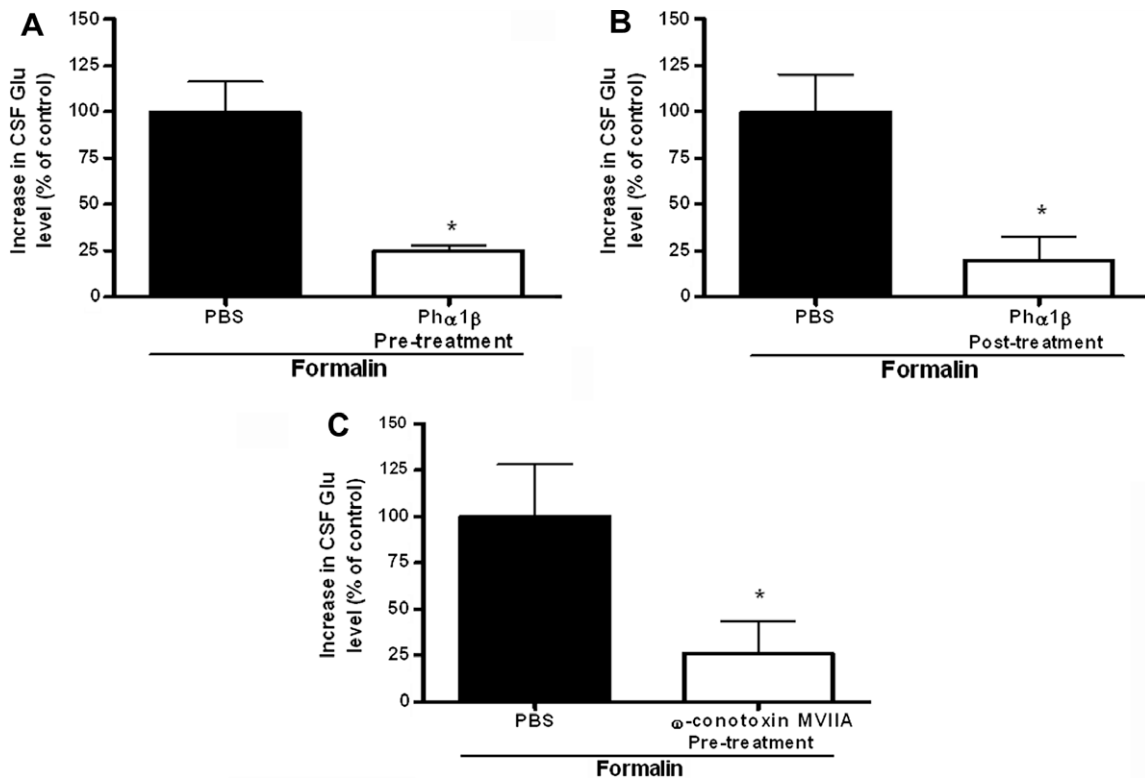 A
Increase in CSF Glu
level (% of control)
150
125
100
75
50
25
0
*
PBS
Phα1β
Pre-treatment
Formalin
B
Increase in CSF Glu
level (% of control)
150
125
100
75
50
25
0
*
PBS
Phα1β
Post-treatment
Formalin
C
Increase in CSF Glu
level (% of control)
150
125
100
75
50
25
0
*
PBS
ω-conotoxin MVIIA
Pre-treatment
Formalin